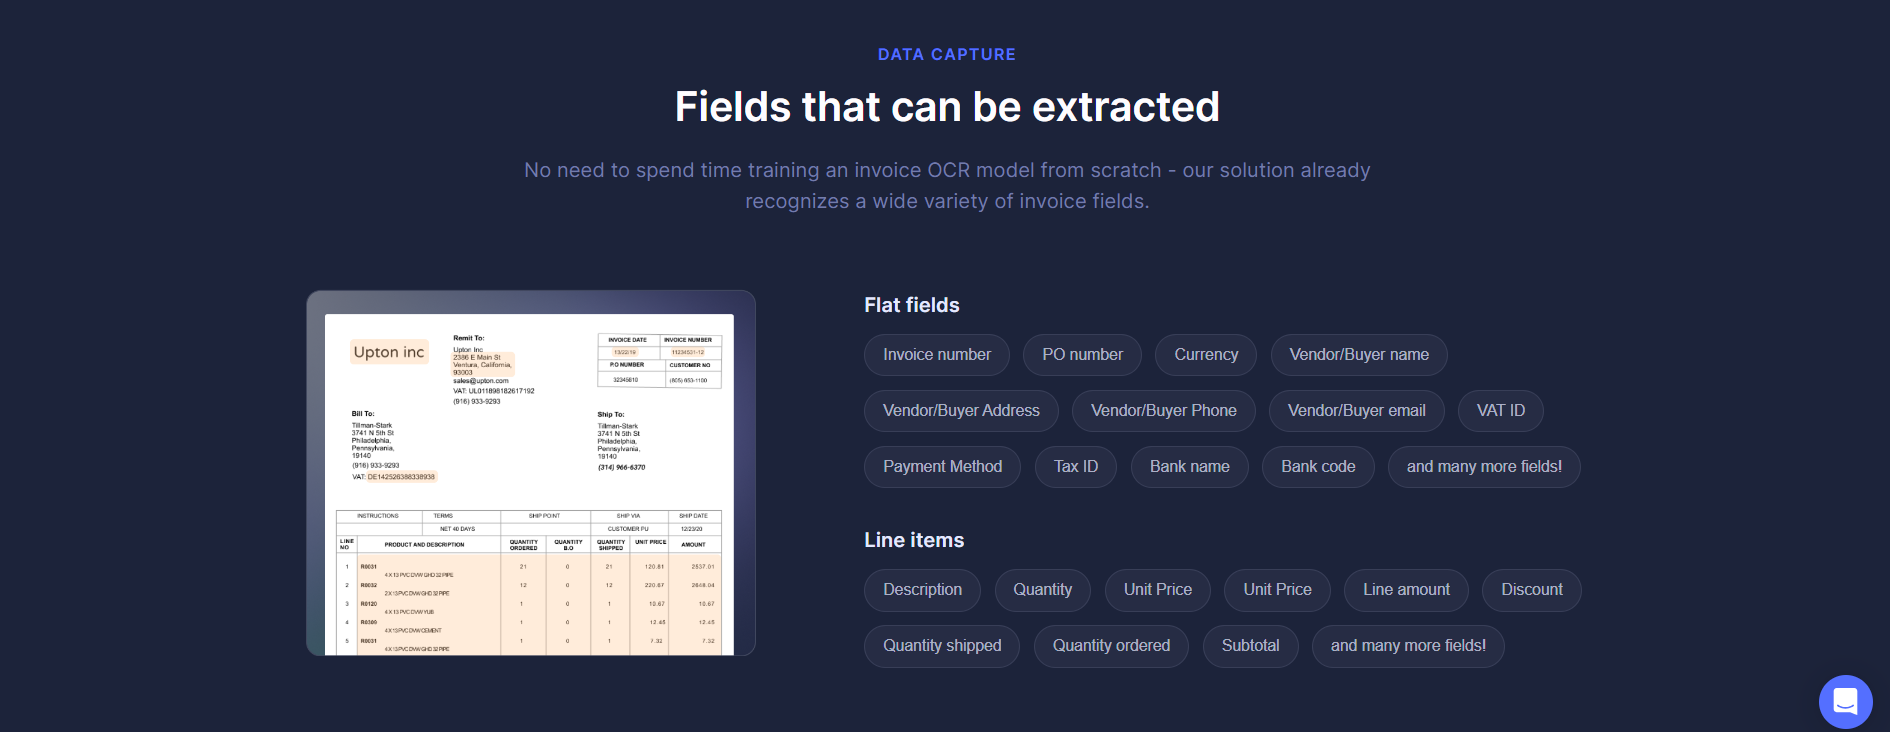 DATA CAPTURE
Fields that can be extracted
No need to spend time training an invoice OCR model from scratch - our solution already
recognizes a wide variety of invoice fields.
Upton inc
Remit To:
Upton Inc
2386 E Main St
Ventura, California,
93003
sales@upton.com
VAT: UL011898182617192
(916) 933-9293
INVOICE DATE INVOICE NUMBER
13/22/19 11234531-12
P.O NUMBER CUSTOMER NO
32345610 (805) 653-1100
Bill To:
Tillman-Stark
3741 N 5th St
Philadelphia,
Pennsylvania,
19140
(916) 933-9293
VAT: DE142526388338938
Ship To:
Tillman-Stark
3741 N 5th St
Philadelphia,
Pennsylvania,
19140
(314) 966-6370
INSTRUCTIONS TERMS SHIP POINT SHIP VIA SHIP DATE
NET 40 DAYS CUSTOMER PU 12/23/20
LINE NO PRODUCT AND DESCRIPTION QUANTITY ORDERED QUANTITY B.O QUANTITY SHIPPED UNIT PRICE AMOUNT
1 R0031 21 0 21 120.81 2537.01
4 X 13 PVC DVW GHD 32 PIPE
2 R0032 12 0 12 220.67 2648.04
2 X 13 PVC DVW GHD 32 PIPE
3 R0120 1 0 1 10.67 10.67
4 X 13 PVC DVW YUB
4 R0309 1 0 1 12.45 12.45
4 X 13 PVC DVW CEMENT
5 R0031 1 0 1 7.32 7.32
4 X 13 PVC DVW GHD 32 PIPE
Flat fields
Invoice number PO number Currency Vendor/Buyer name
Vendor/Buyer Address Vendor/Buyer Phone Vendor/Buyer email VAT ID
Payment Method Tax ID Bank name Bank code and many more fields!
Line items
Description Quantity Unit Price Unit Price Line amount Discount
Quantity shipped Quantity ordered Subtotal and many more fields!